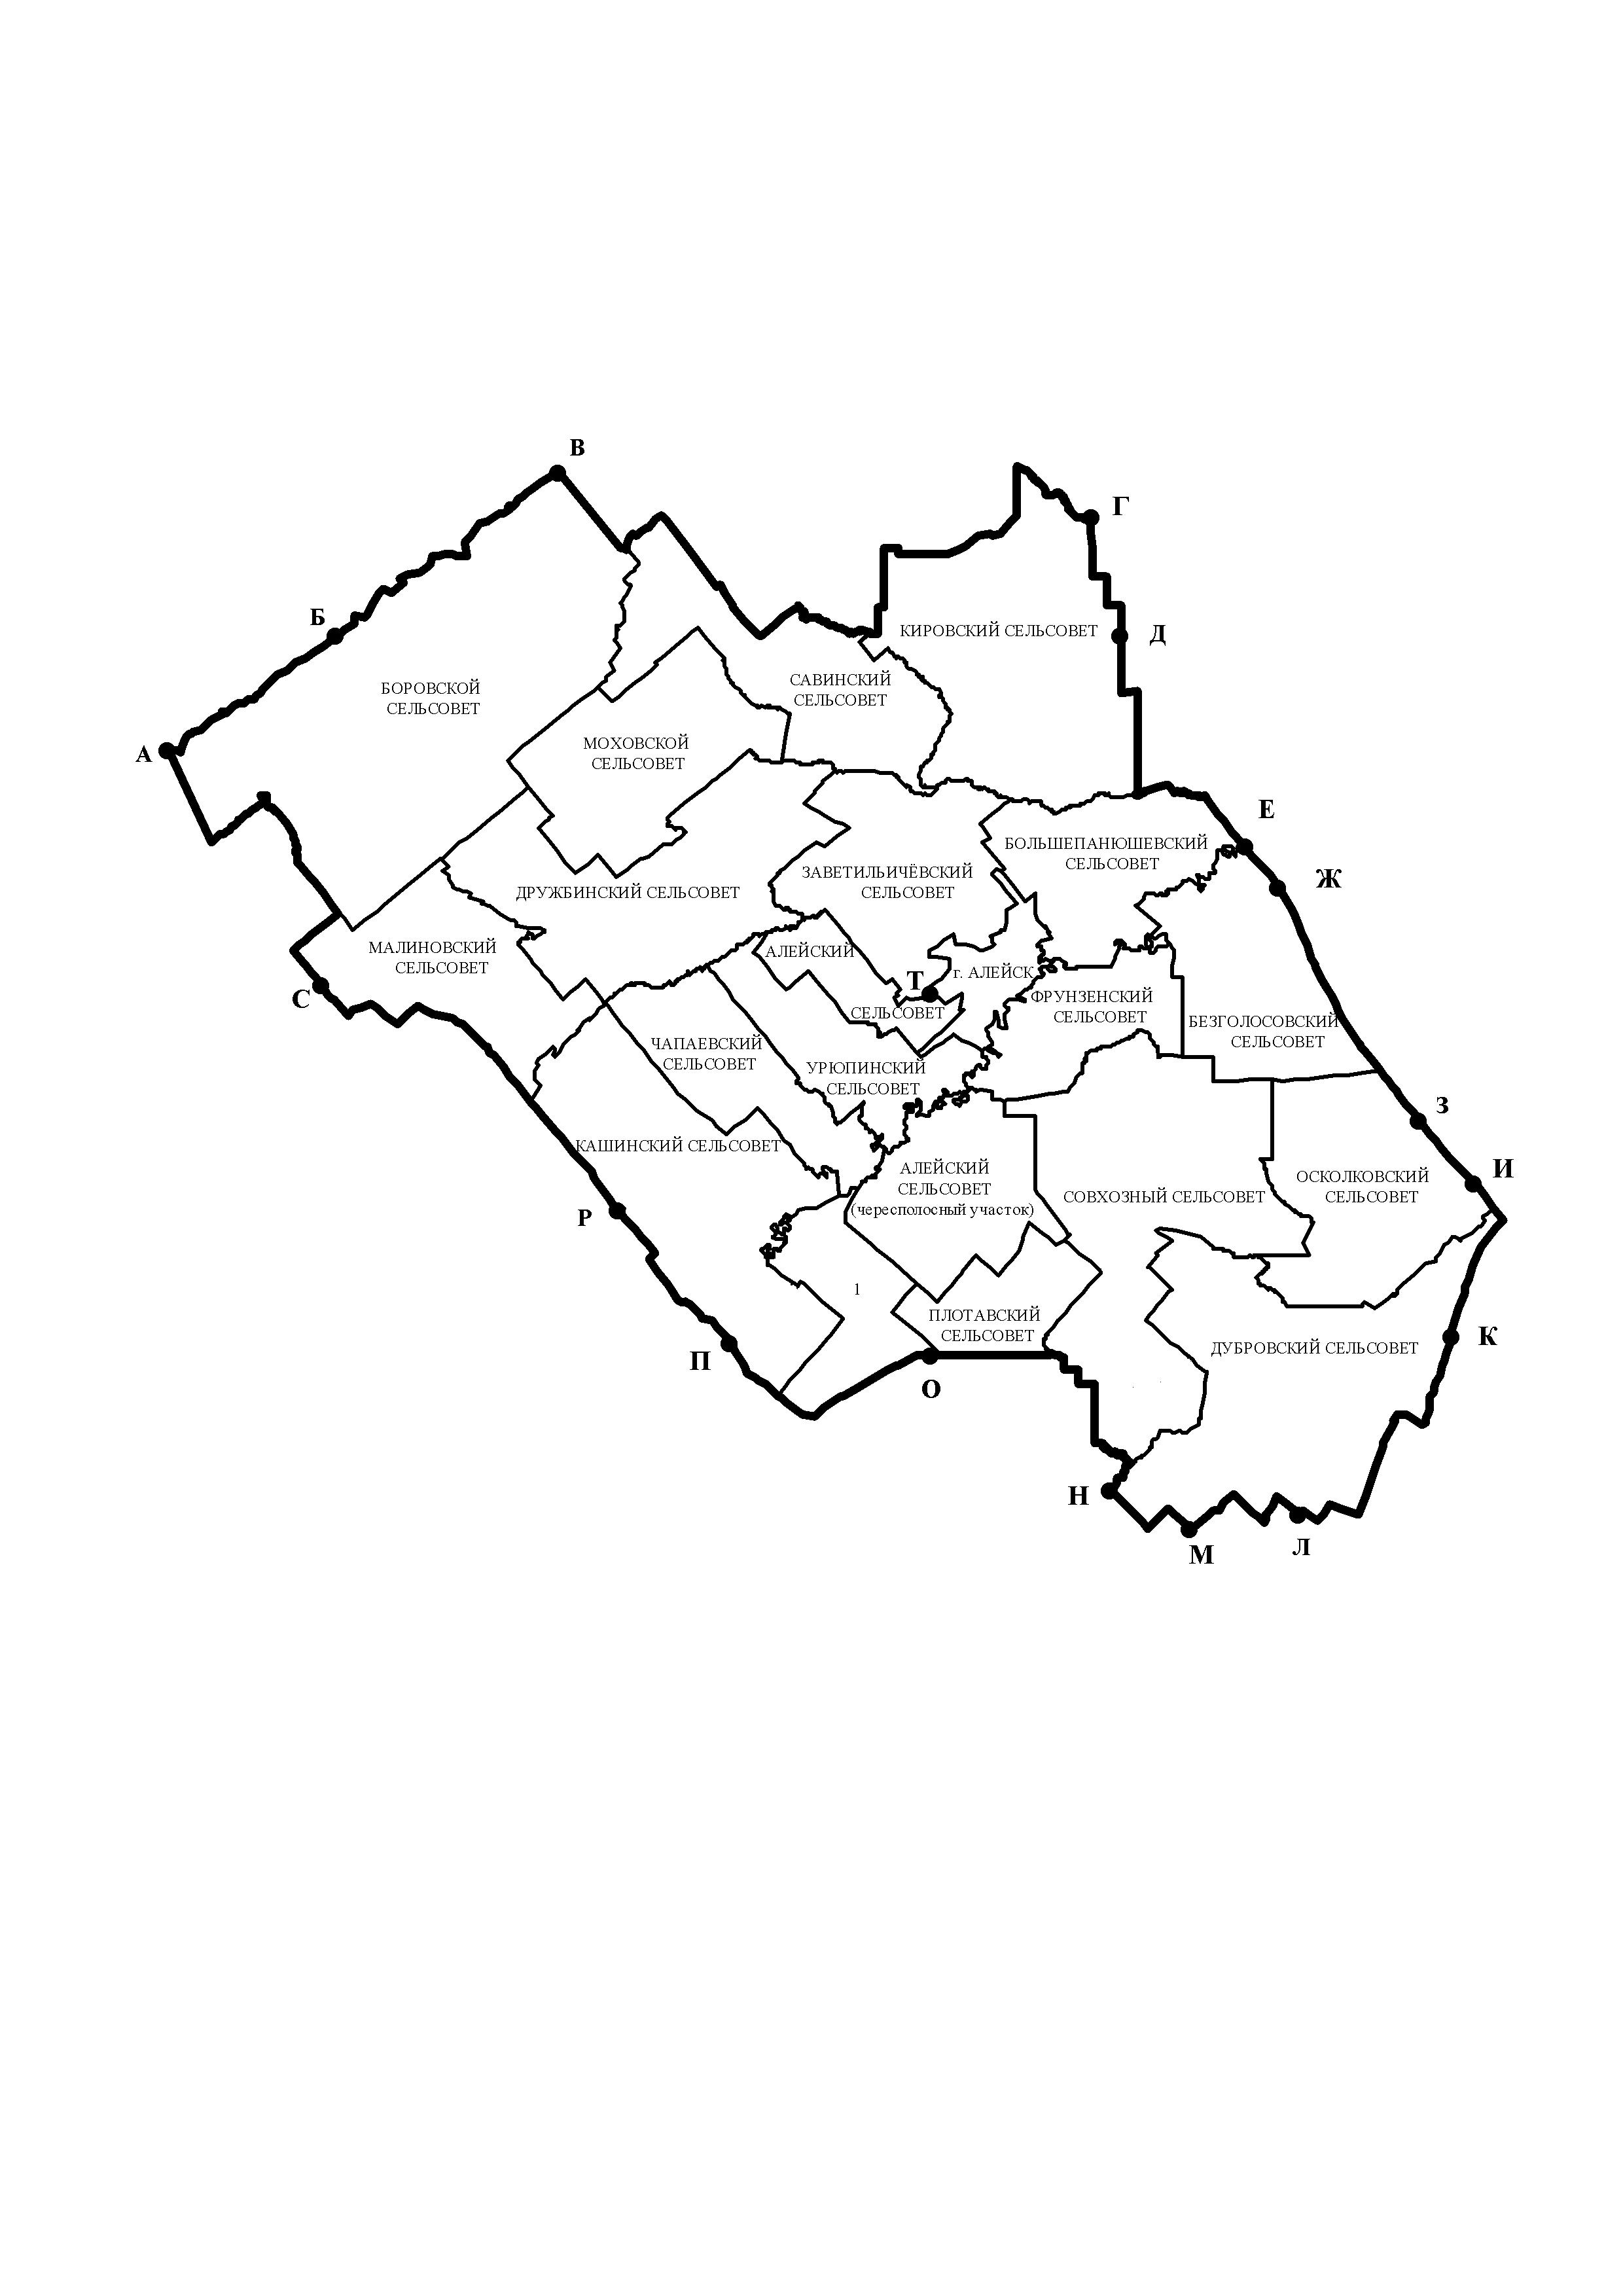 В
Г
Б
КИРОВСКИЙ СЕЛЬСОВЕТ
Д
БОРОВСКОЙ
СЕЛЬСОВЕТ
САВИНСКИЙ
СЕЛЬСОВЕТ
А
МОХОВСКОЙ
СЕЛЬСОВЕТ
Е
БОЛЬШЕПАНЮШЕВСКИЙ
СЕЛЬСОВЕТ
ЗАВЕТИЛЬИЧЁВСКИЙ
СЕЛЬСОВЕТ
Ж
ДРУЖБИНСКИЙ СЕЛЬСОВЕТ
МАЛИНОВСКИЙ
СЕЛЬСОВЕТ
АЛЕЙСКИЙ
СЕЛЬСОВЕТ
Т
г. АЛЕЙСК
С
ФРУНЗЕНСКИЙ
СЕЛЬСОВЕТ
БЕЗГОЛОСОВСКИЙ
СЕЛЬСОВЕТ
ЧАПАЕВСКИЙ
СЕЛЬСОВЕТ
УРЮПИНСКИЙ
СЕЛЬСОВЕТ
З
КАШИНСКИЙ СЕЛЬСОВЕТ
АЛЕЙСКИЙ
СЕЛЬСОВЕТ
(чересполосный участок)
СОВХОЗНЫЙ СЕЛЬСОВЕТ
ОСКОЛКОВСКИЙ
СЕЛЬСОВЕТ
И
Р
1
ПЛОТАВСКИЙ
СЕЛЬСОВЕТ
ДУБРОВСКИЙ СЕЛЬСОВЕТ
К
П
О
Н
М
Л